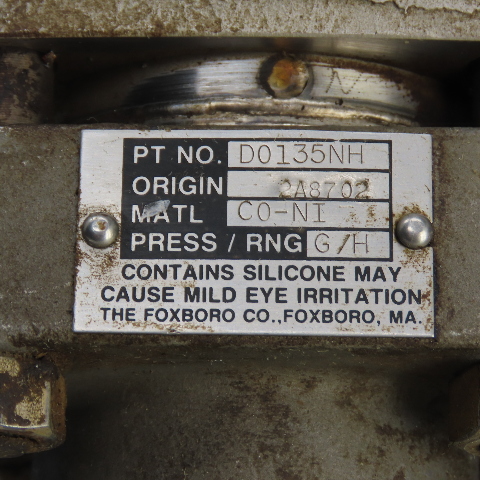 PT NO. D0135NH
ORIGIN 2A8702
MATL CO-NI
PRESS / RNG G/H
CONTAINS SILICONE MAY
CAUSE MILD EYE IRRITATION
THE FOXBORO CO., FOXBORO, MA.